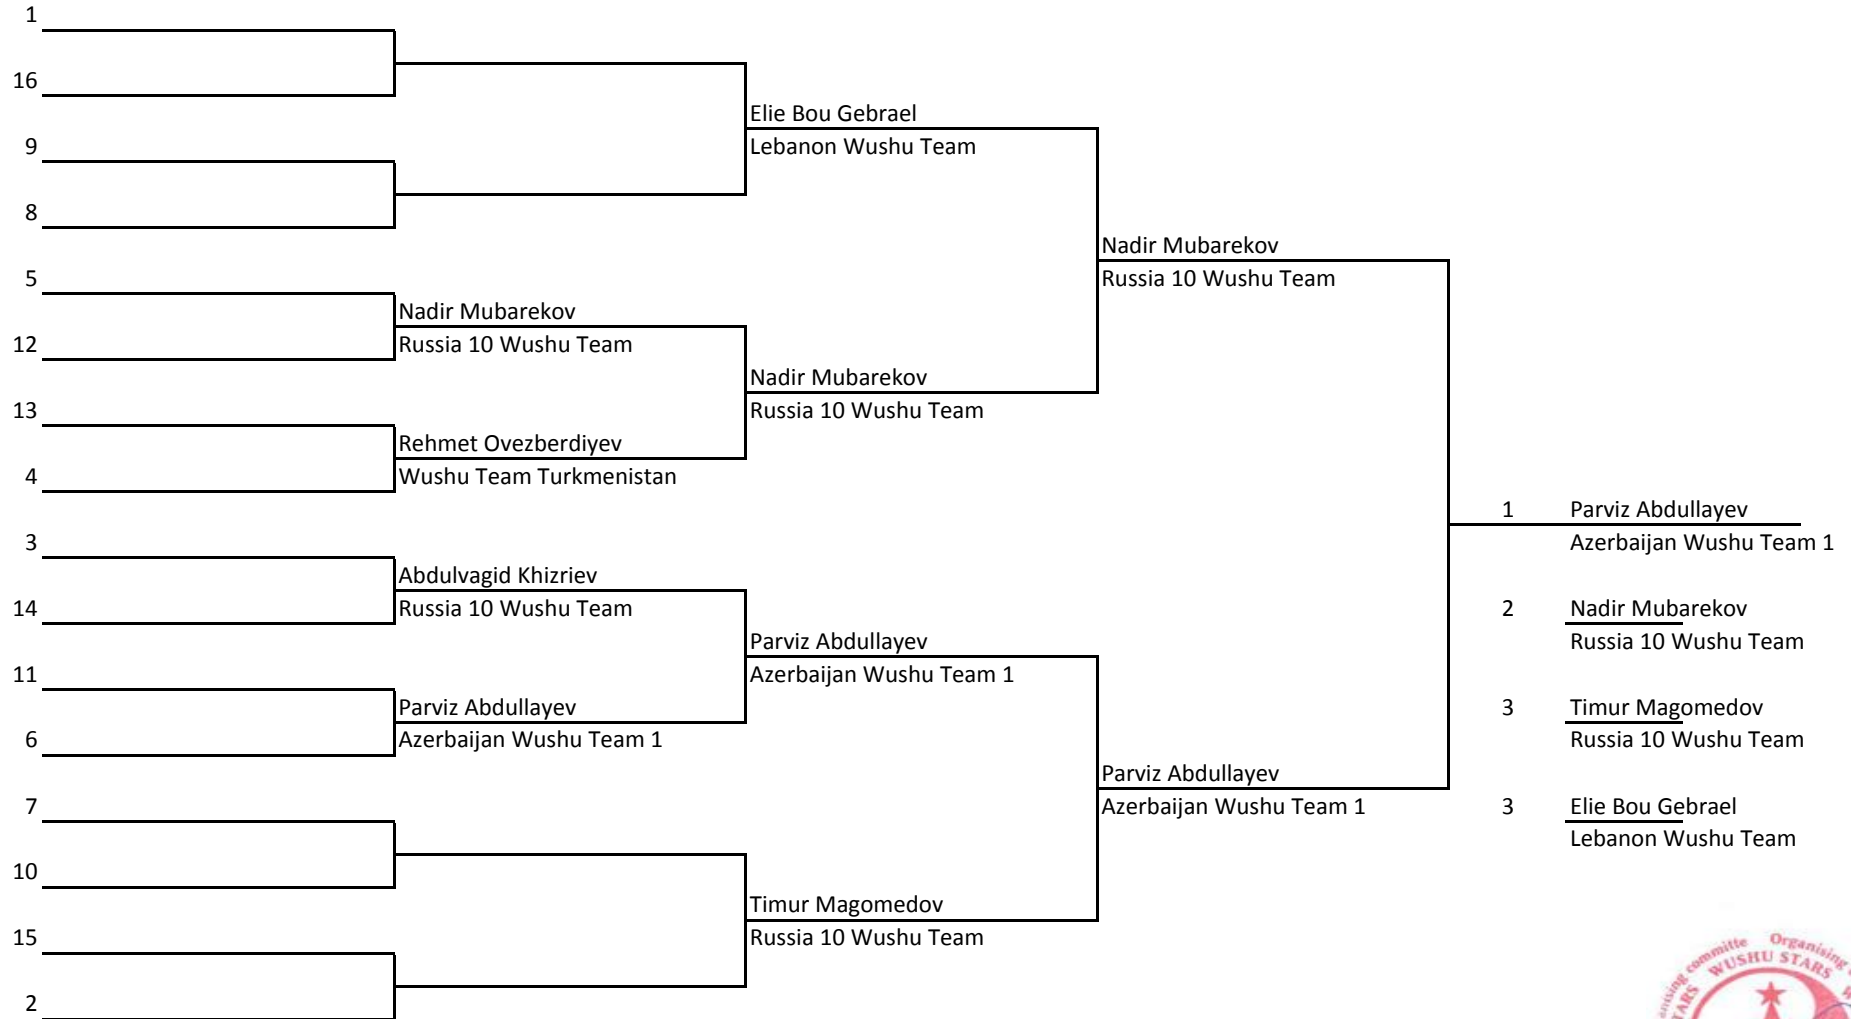 1
16
Elie Bou Gebrael
9
Lebanon Wushu Team
8
Nadir Mubarekov
5
Russia 10 Wushu Team
Nadir Mubarekov
12
Russia 10 Wushu Team
Nadir Mubarekov
13
Russia 10 Wushu Team
Rehmet Ovezberdiyev
4
Wushu Team Turkmenistan
1 Parviz Abdullayev
3
Azerbaijan Wushu Team 1
Abdulvagid Khizriev
14
Russia 10 Wushu Team
2 Nadir Mubarekov
Parviz Abdullayev
Russia 10 Wushu Team
11
Azerbaijan Wushu Team 1
Parviz Abdullayev
3 Timur Magomedov
6
Azerbaijan Wushu Team 1
Russia 10 Wushu Team
Parviz Abdullayev
7
Azerbaijan Wushu Team 1
3 Elie Bou Gebrael
Lebanon Wushu Team
10
Timur Magomedov
15
Russia 10 Wushu Team
2
committe Organising
WUSHU STARS